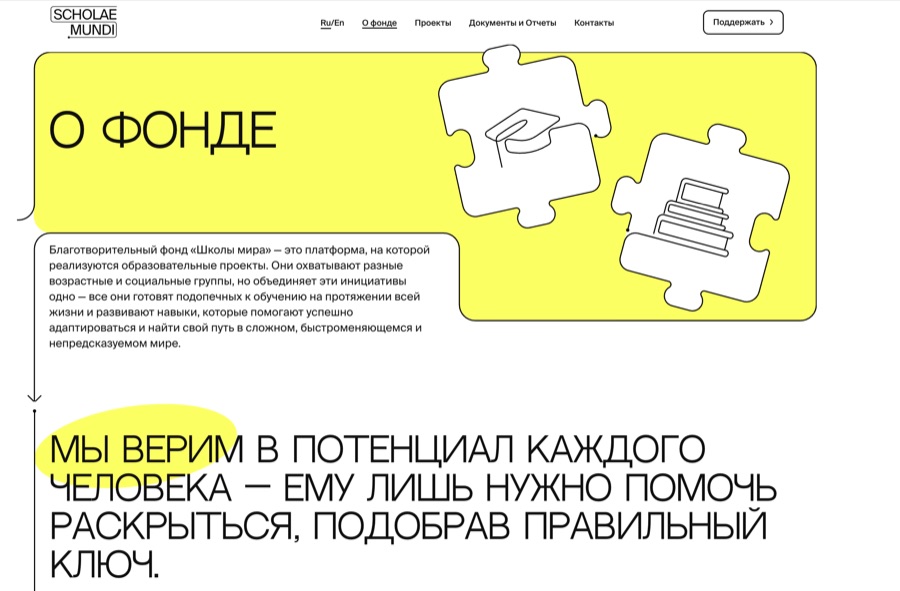 SCHOLAE
MUNDI
Ru/En
О фонде
Проекты
Документы и Отчеты
Контакты
Поддержать
О ФОНДЕ
Благотворительный фонд «Школы мира» — это платформа, на которой
реализуются образовательные проекты. Они охватывают разные
возрастные и социальные группы, но объединяет эти инициативы
одно — все они готовят подопечных к обучению на протяжении всей
жизни и развивают навыки, которые помогают успешно
адаптироваться и найти свой путь в сложном, быстроменяющемся и
непредсказуемом мире.
МЫ ВЕРИМ В ПОТЕНЦИАЛ КАЖДОГО
ЧЕЛОВЕКА — ЕМУ ЛИШЬ НУЖНО ПОМОЧЬ
РАСКРЫТЬСЯ, ПОДОБРАВ ПРАВИЛЬНЫЙ
КЛЮЧ.